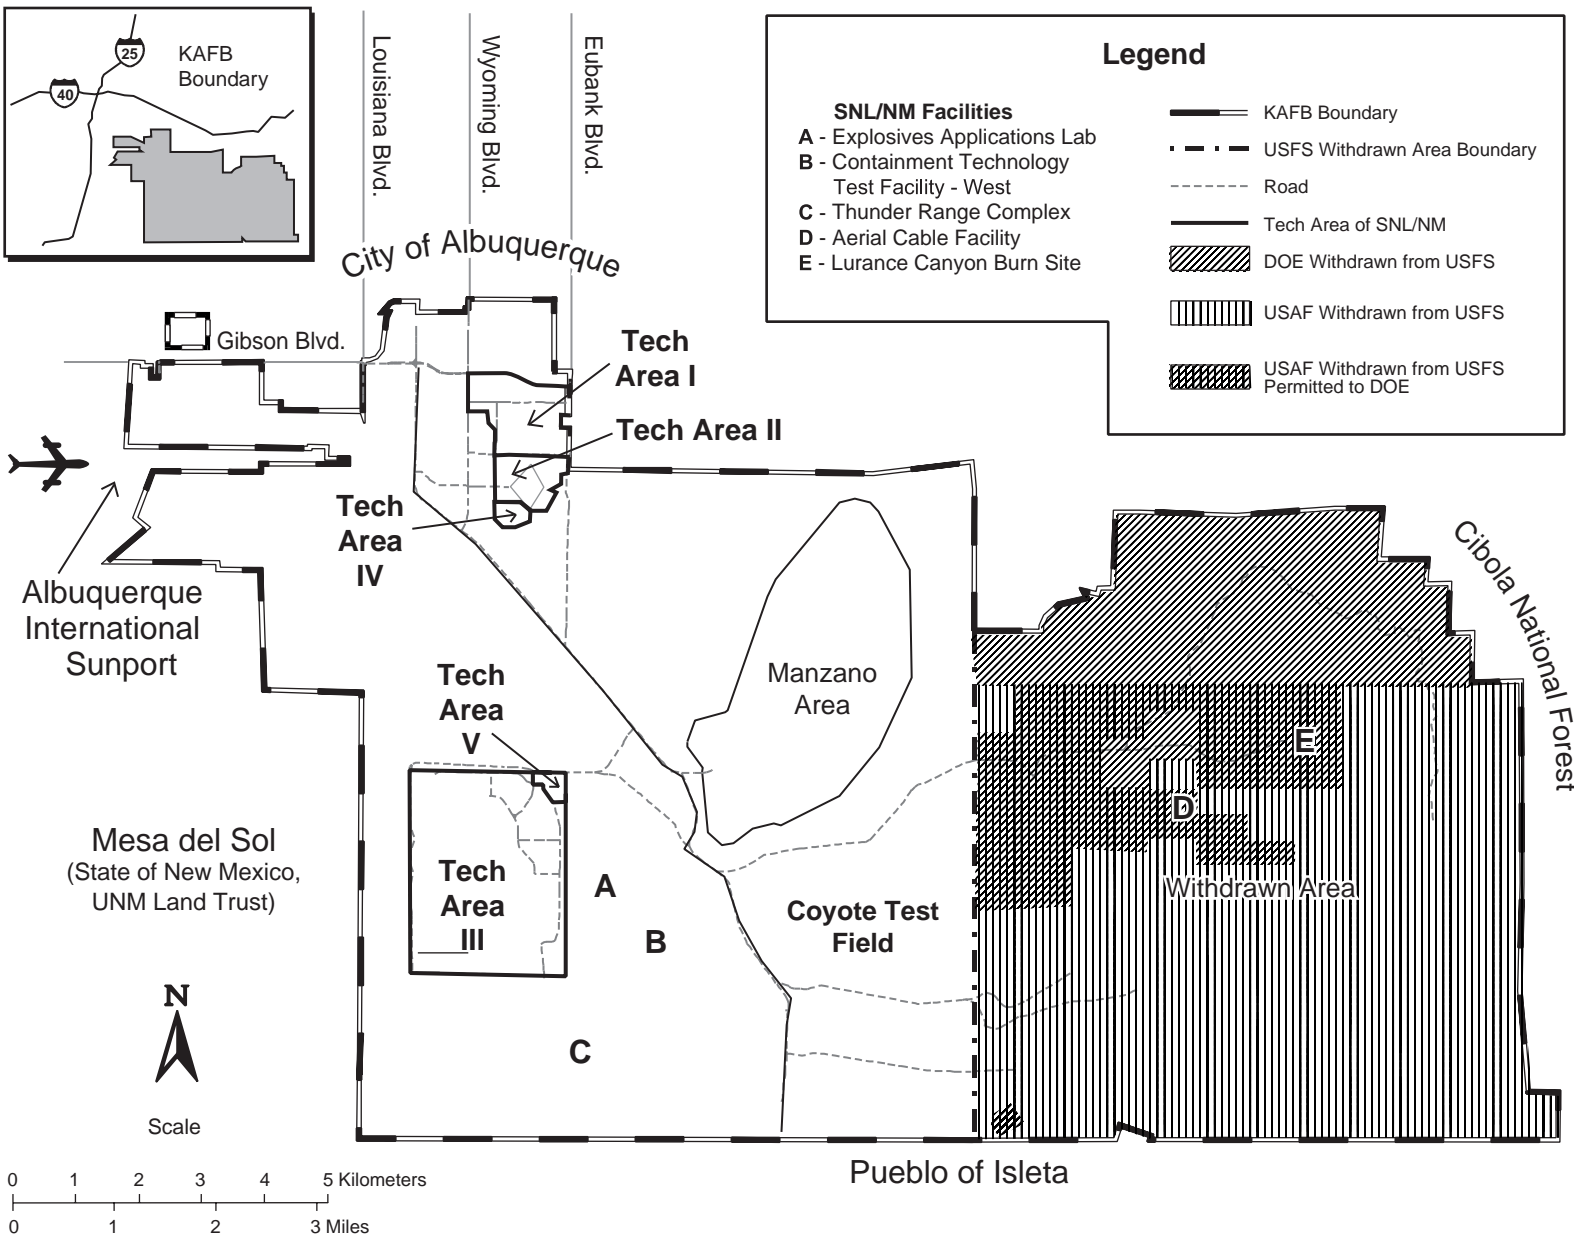 25
40
KAFB
Boundary
Louisiana Blvd.
Wyoming Blvd.
Eubank Blvd.
City of Albuquerque
Legend
SNL/NM Facilities
A - Explosives Applications Lab
B - Containment Technology
Test Facility - West
C - Thunder Range Complex
D - Aerial Cable Facility
E - Lurance Canyon Burn Site
KAFB Boundary
USFS Withdrawn Area Boundary
Road
Tech Area of SNL/NM
DOE Withdrawn from USFS
USAF Withdrawn from USFS
USAF Withdrawn from USFS
Permitted to DOE
Gibson Blvd.
Tech
Area I
Tech Area II
Tech
Area
IV
Albuquerque
International
Sunport
Cibola National Forest
Manzano
Area
Tech
Area
V
E
D
Mesa del Sol
(State of New Mexico,
UNM Land Trust)
Tech
Area
III
A
B
Withdrawn Area
Coyote Test
Field
C
N
Scale
Pueblo of Isleta
0 1 2 3 4 5 Kilometers
0 1 2 3 Miles